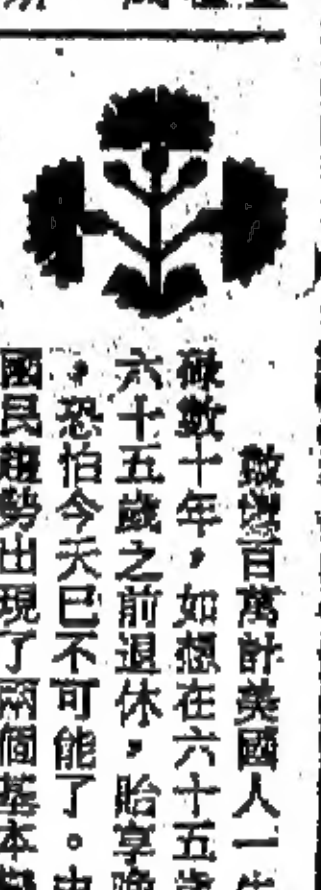 數以百萬計美國人一
碌數十年,如想在六十五歲
六十五歲之前退休,貽享晚
,恐怕今天已不可能了。
國民趨勢出現了兩個基本